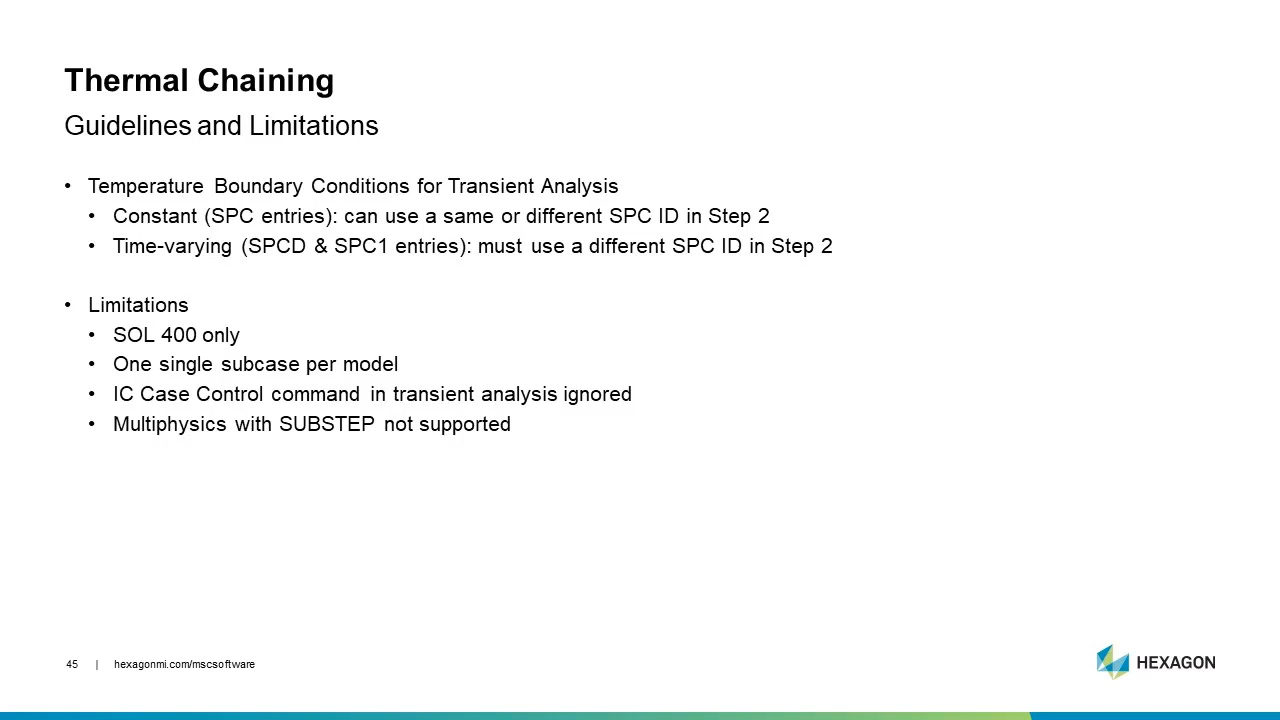 Thermal Chaining
Guidelines and Limitations
• Temperature Boundary Conditions for Transient Analysis
• Constant (SPC entries): can use a same or different SPC ID in Step 2
• Time-varying (SPCD & SPC1 entries): must use a different SPC ID in Step 2
• Limitations
• SOL 400 only
• One single subcase per model
• IC Case Control command in transient analysis ignored
• Multiphysics with SUBSTEP not supported
45 | hexagonmi.com/mscsoftware
HEXAGON